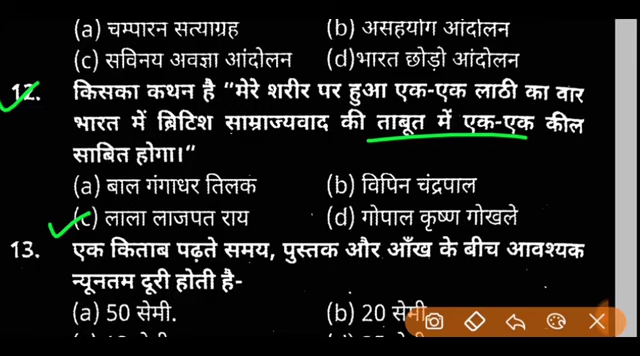 (a) चम्पारन सत्याग्रह (b) असहयोग आंदोलन
(c) सविनय अवज्ञा आंदोलन (d)भारत छोड़ो आंदोलन
12. किसका कथन है "मेरे शरीर पर हुआ एक-एक लाठी का वार
भारत में ब्रिटिश साम्राज्यवाद की ताबूत में एक-एक कील
साबित होगा।"
(a) बाल गंगाधर तिलक (b) विपिन चंद्रपाल
(c) लाला लाजपत राय (d) गोपाल कृष्ण गोखले
13. एक किताब पढ़ते समय, पुस्तक और आँख के बीच आवश्यक
न्यूनतम दूरी होती है-
(a) 50 सेमी. (b) 20 सेमी